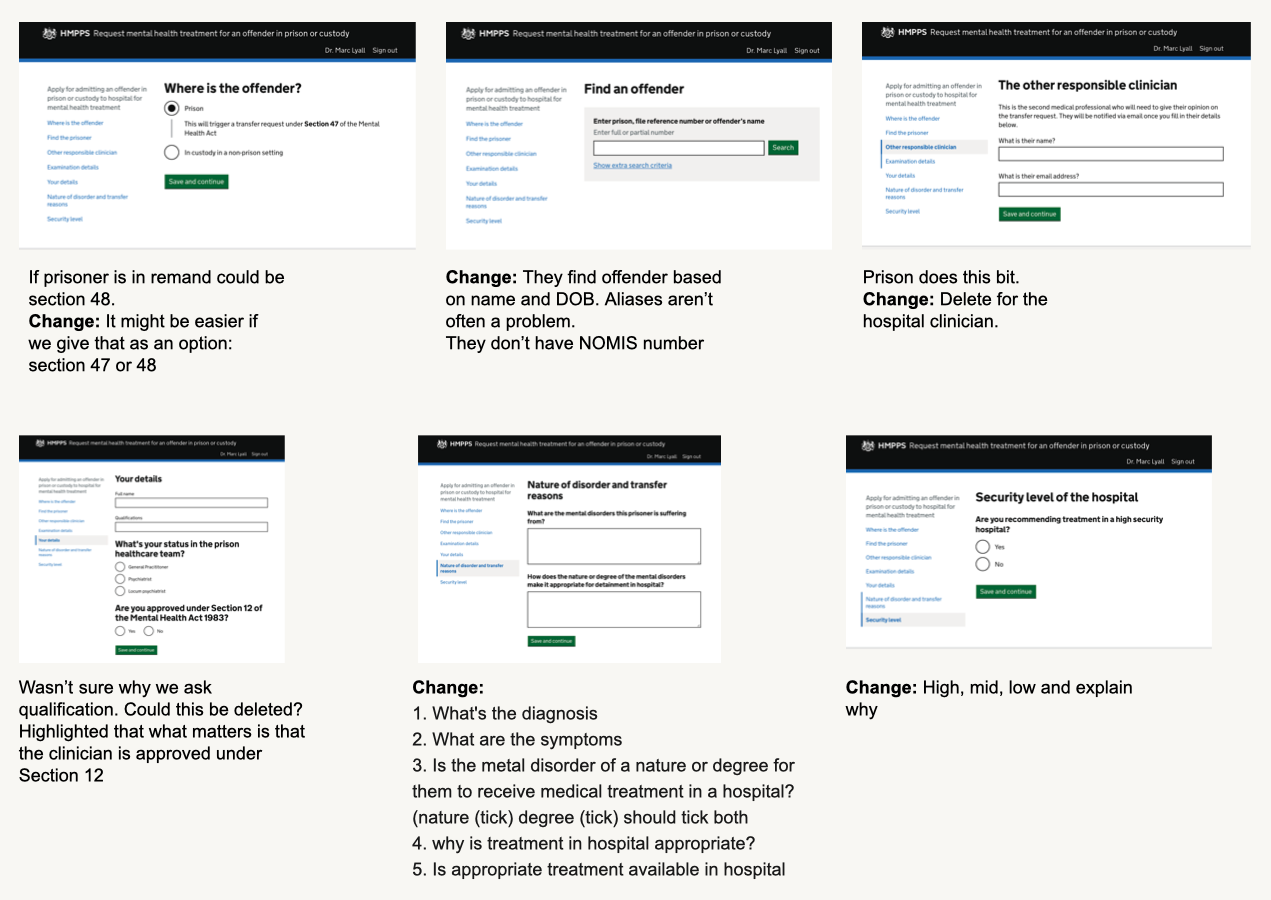 HMPPS Request mental health treatment for an offender in prison or custody
Dr. Marc Lyall Sign out
Apply for admitting an offender in
prison or custody to hospital for
mental health treatment
Where is the offender
Find the prisoner
Other responsible clinician
Examination details
Your details
Nature of disorder and transfer
reasons
Security level
Where is the offender?
Prison
This will trigger a transfer request under Section 47 of the Mental
Health Act
In custody in a non-prison setting
Save and continue
If prisoner is in remand could be
section 48.
Change: It might be easier if
we give that as an option:
section 47 or 48
HMPPS Request mental health treatment for an offender in prison or custody
Dr. Marc Lyall Sign out
Apply for admitting an offender in
prison or custody to hospital for
mental health treatment
Where is the offender
Find the prisoner
Other responsible clinician
Examination details
Your details
Nature of disorder and transfer
reasons
Security level
Find an offender
Enter prison, file reference number or offender's name
Enter full or partial number
Search
Show extra search criteria
Change: They find offender based
on name and DOB. Aliases aren't
often a problem.
They don't have NOMIS number
HMPPS Request mental health treatment for an offender in prison or custody
Dr. Marc Lyall Sign out
Apply for admitting an offender in
prison or custody to hospital for
mental health treatment
Where is the offender
Find the prisoner
Other responsible clinician
Examination details
Your details
Nature of disorder and transfer
reasons
Security level
The other responsible clinician
This is the second medical professional who will need to give their opinion on
the transfer request. They will be notified via email once you fill in their details
below.
What is their name?
What is their email address?
Save and continue
Prison does this bit.
Change: Delete for the
hospital clinician.
HMPPS Request mental health treatment for an offender in prison or custody
Dr. Marc Lyall Sign out
Apply for admitting an offender in
prison or custody to hospital for
mental health treatment
Where is the offender
Find the prisoner
Other responsible clinician
Examination details
Your details
Nature of disorder and transfer
reasons
Security level
Your details
Full name
Qualifications
What's your status in the prison
healthcare team?
General Practitioner
Psychiatrist
Locum psychiatrist
Are you approved under Section 12 of
the Mental Health Act 1983?
Yes No
Save and continue
Wasn't sure why we ask
qualification. Could this be deleted?
Highlighted that what matters is that
the clinician is approved under
Section 12
HMPPS Request mental health treatment for an offender in prison or custody
Dr. Marc Lyall Sign out
Apply for admitting an offender in
prison or custody to hospital for
mental health treatment
Where is the offender
Find the prisoner
Other responsible clinician
Examination details
Your details
Nature of disorder and transfer
reasons
Security level
Nature of disorder and transfer
reasons
What are the mental disorders this prisoner is suffering
from?
How does the nature or degree of the mental disorders
make it appropriate for detainment in hospital?
Save and continue
Change:
1. What's the diagnosis
2. What are the symptoms
3. Is the metal disorder of a nature or degree for
them to receive medical treatment in a hospital?
(nature (tick) degree (tick) should tick both
4. why is treatment in hospital appropriate?
5. Is appropriate treatment available in hospital
HMPPS Request mental health treatment for an offender in prison or custody
Dr. Marc Lyall Sign out
Apply for admitting an offender in
prison or custody to hospital for
mental health treatment
Where is the offender
Find the prisoner
Other responsible clinician
Examination details
Your details
Nature of disorder and transfer
reasons
Security level
Security level of the hospital
Are you recommending treatment in a high security
hospital?
Yes
No
Save and continue
Change: High, mid, low and explain
why